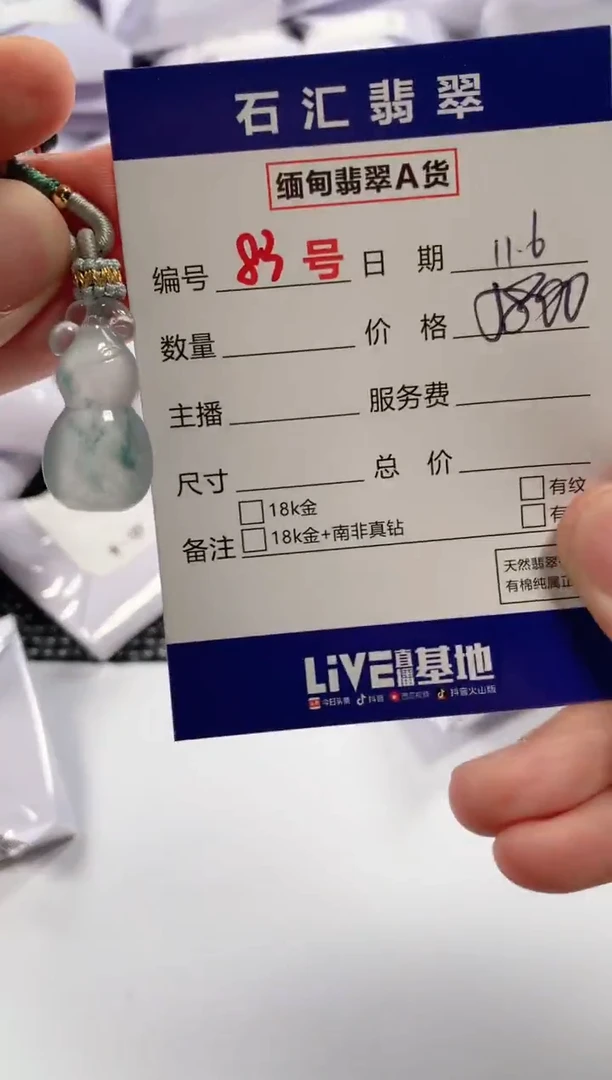 石汇翡翠
缅甸翡翠A货
编号 83号 日期 11.6
数量 价格
主播 服务费
尺寸 总价
备注 18k金 有纹
18k金+南非真钻 有
天然翡翠
有棉纯属正
LiVE直播基地
今日头条 抖音 西瓜视频 抖音火山版